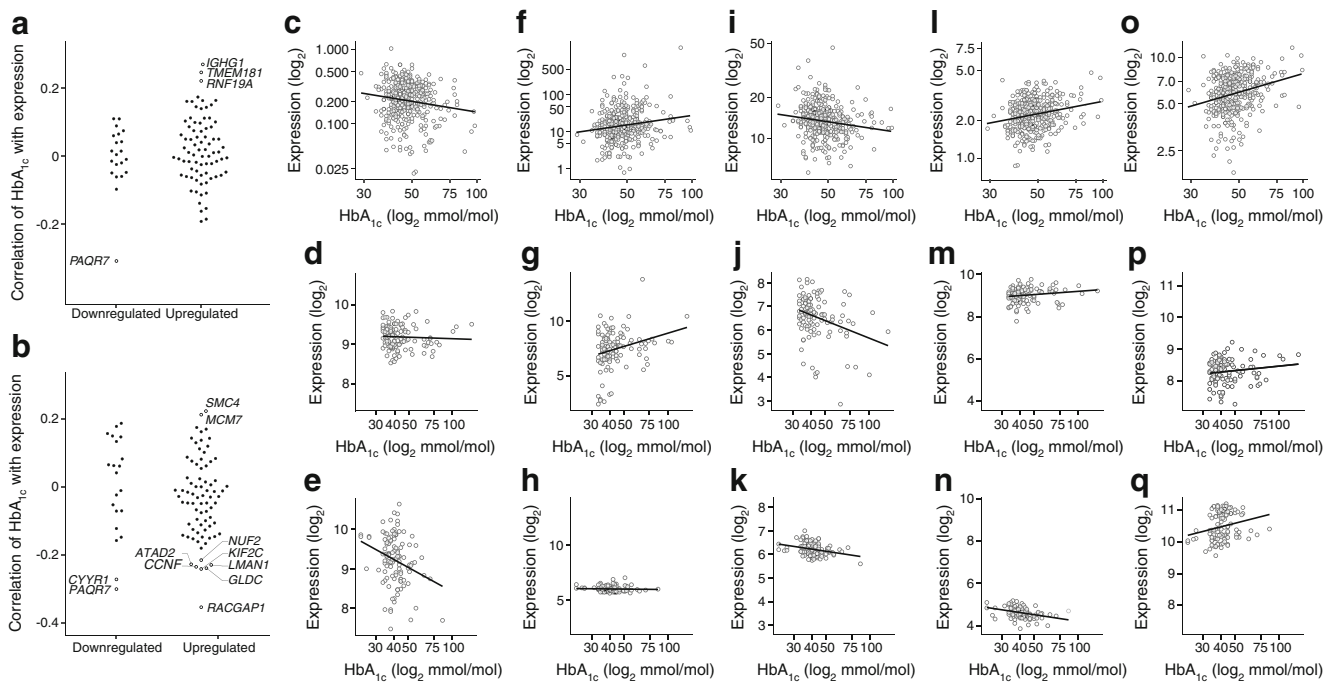 a
Correlation of HbA1c with expression
0.2
0
-0.2
IGHG1
TMEM181
RNF19A
PAQR7
Downregulated Upregulated
b
Correlation of HbA1c with expression
0.2
0
-0.2
-0.4
SMC4
MCM7
NUF2
ATAD2
KIF2C
CCNF
LMAN1
GLDC
CYYR1
PAQR7
RACGAP1
Downregulated Upregulated
c
Expression (log2)
1.000
0.500
0.200
0.100
0.025
30 50 75 100
HbA1c (log2 mmol/mol)
f
Expression (log2)
500
100
50
10
5
1
30 50 75 100
HbA1c (log2 mmol/mol)
i
Expression (log2)
50
20
10
30 50 75 100
HbA1c (log2 mmol/mol)
l
Expression (log2)
7.5
5.0
2.0
1.0
30 50 75 100
HbA1c (log2 mmol/mol)
o
Expression (log2)
10.0
7.0
5.0
2.5
30 50 75 100
HbA1c (log2 mmol/mol)
d
Expression (log2)
10
9
8
30 40 50 75 100
HbA1c (log2 mmol/mol)
g
Expression (log2)
10
5
30 40 50 75 100
HbA1c (log2 mmol/mol)
j
Expression (log2)
8
7
6
5
4
3
30 40 50 75 100
HbA1c (log2 mmol/mol)
m
Expression (log2)
10
8
6
4
30 40 50 75 100
HbA1c (log2 mmol/mol)
p
Expression (log2)
11
10
9
8
30 40 50 75 100
HbA1c (log2 mmol/mol)
e
Expression (log2)
10
9
8
30 40 50 75 100
HbA1c (log2 mmol/mol)
h
Expression (log2)
10
5
30 40 50 75 100
HbA1c (log2 mmol/mol)
k
Expression (log2)
8
7
6
5
4
3
30 40 50 75 100
HbA1c (log2 mmol/mol)
n
Expression (log2)
10
8
6
4
30 40 50 75 100
HbA1c (log2 mmol/mol)
q
Expression (log2)
11
10
9
8
30 40 50 75 100
HbA1c (log2 mmol/mol)